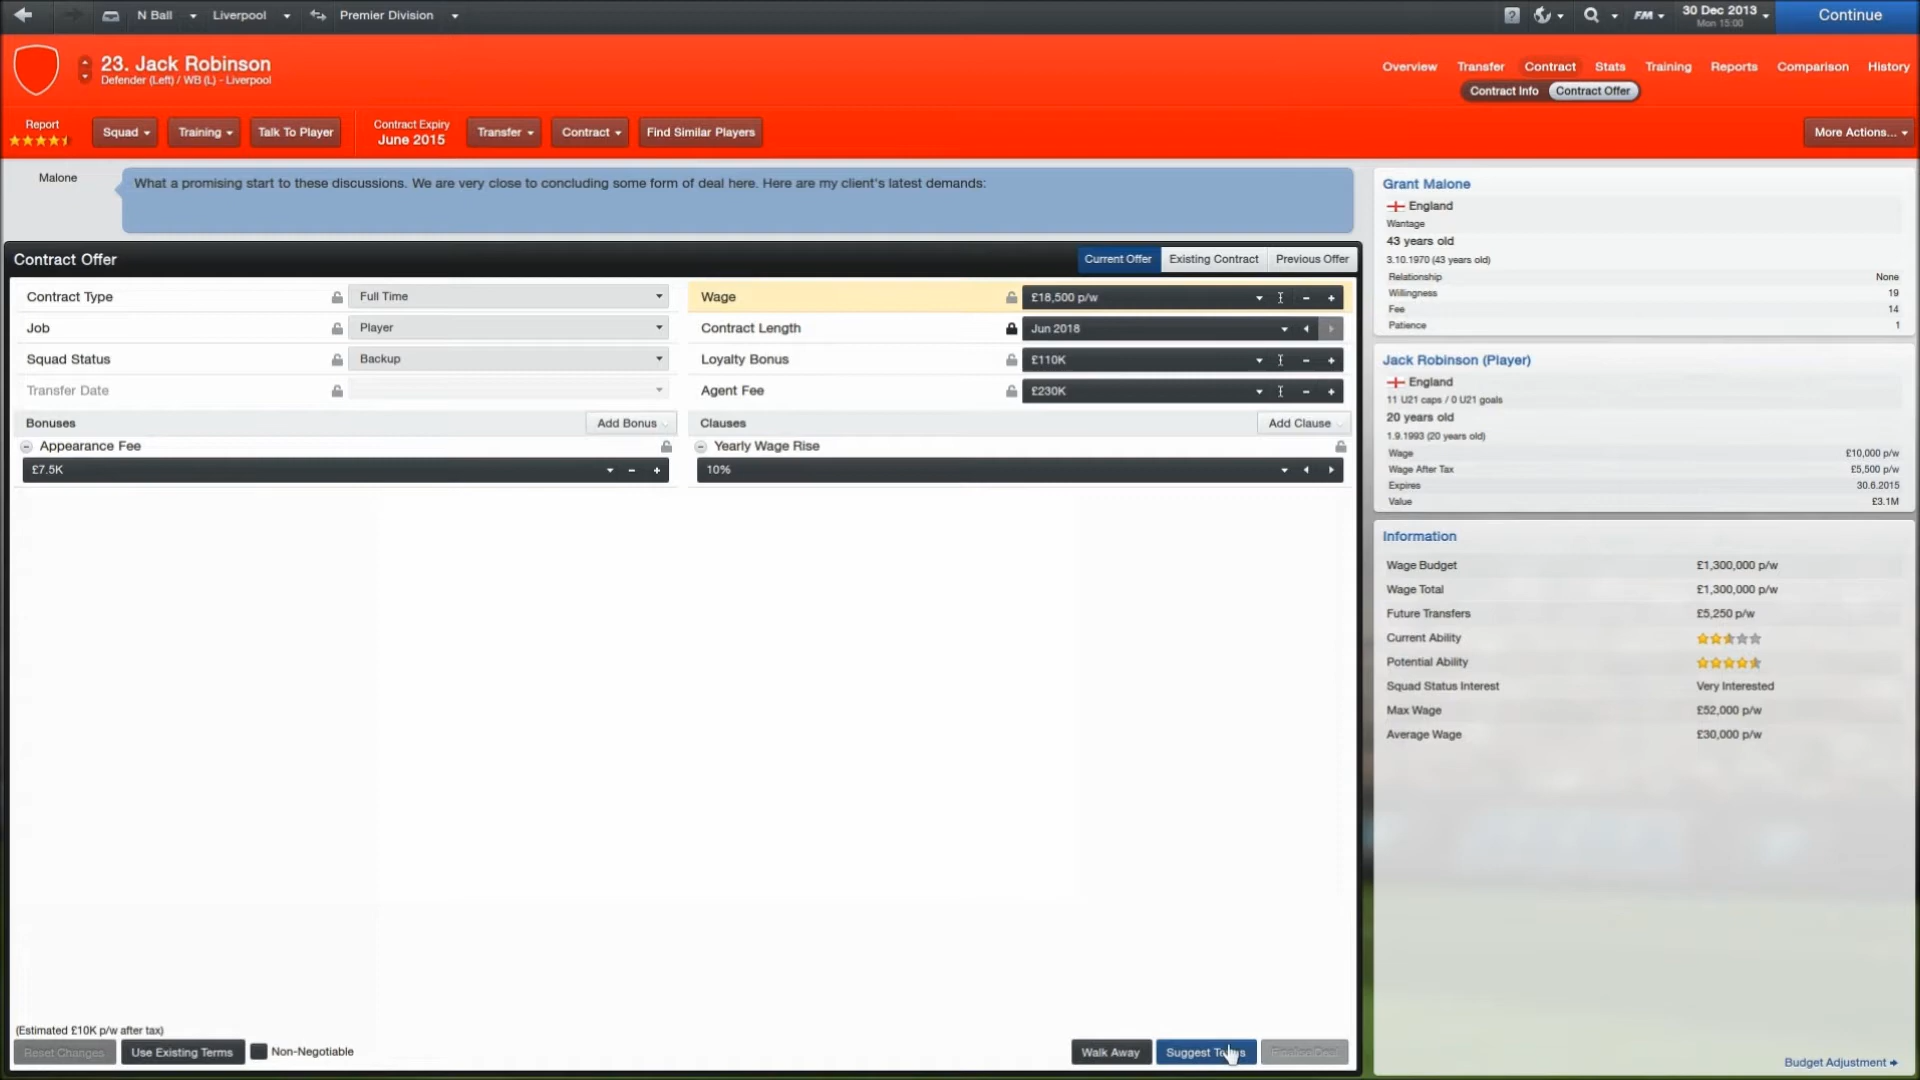 N Ball
Liverpool
Premier Division
?
FM
30 Dec 2013
Mon 15:00
Continue
23. Jack Robinson
Defender (Left) / WB (L) - Liverpool
Overview
Transfer
Contract
Stats
Training
Reports
Comparison
History
Contract Info
Contract Offer
Report
Squad
Training
Talk To Player
Contract Expiry
June 2015
Transfer
Contract
Find Similar Players
More Actions...
Malone
What a promising start to these discussions. We are very close to concluding some form of deal here. Here are my client's latest demands:
Contract Offer
Current Offer
Existing Contract
Previous Offer
Contract Type
Full Time
Job
Player
Squad Status
Backup
Transfer Date
Wage
£18,500 p/w
Contract Length
Jun 2018
Loyalty Bonus
£110K
Agent Fee
£230K
Bonuses
Add Bonus
Appearance Fee
£7.5K
Clauses
Add Clause
Yearly Wage Rise
10%
(Estimated £10K p/w after tax)
Reset Changes
Use Existing Terms
Non-Negotiable
Walk Away
Suggest
Grant Malone
England
Wantage
43 years old
3.10.1970 (43 years old)
Relationship None
Willingness 19
Fee 14
Patience 1
Jack Robinson (Player)
England
11 U21 caps / 0 U21 goals
20 years old
1.9.1993 (20 years old)
Wage £10,000 p/w
Wage After Tax £5,500 p/w
Expires 30.6.2015
Value £3.1M
Information
Wage Budget £1,300,000 p/w
Wage Total £1,300,000 p/w
Future Transfers £5,250 p/w
Current Ability
Potential Ability
Squad Status Interest Very Interested
Max Wage £52,000 p/w
Average Wage £30,000 p/w
Budget Adjustment